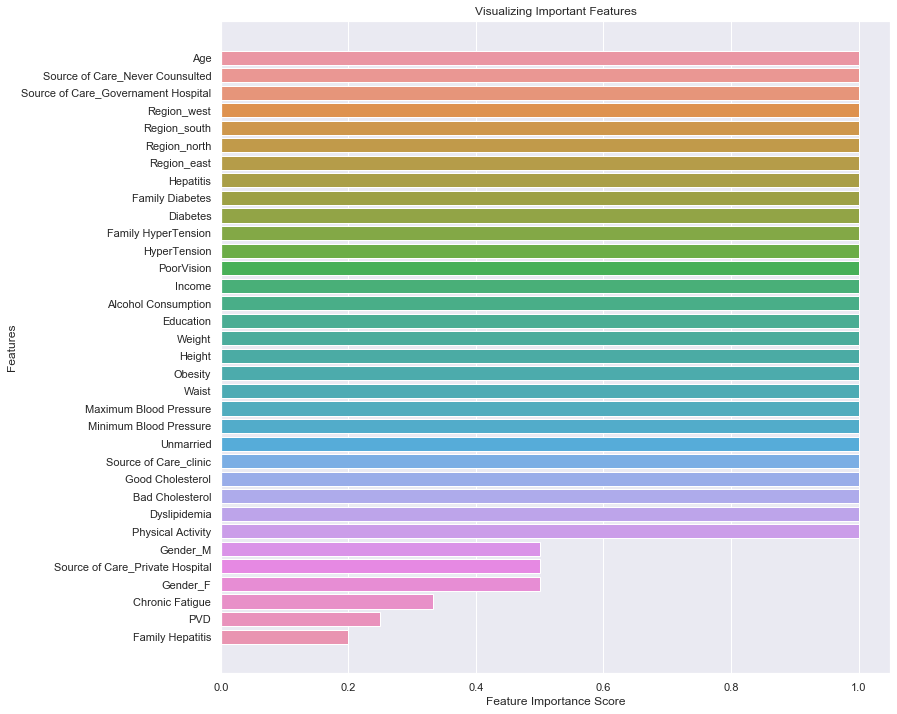 Visualizing Important Features
Age
Source of Care_Never Counsulted
Source of Care_Governament Hospital
Region_west
Region_south
Region_north
Region_east
Hepatitis
Family Diabetes
Diabetes
Family HyperTension
HyperTension
PoorVision
Income
Alcohol Consumption
Education
Weight
Height
Obesity
Waist
Maximum Blood Pressure
Minimum Blood Pressure
Unmarried
Source of Care_clinic
Good Cholesterol
Bad Cholesterol
Dyslipidemia
Physical Activity
Gender_M
Source of Care_Private Hospital
Gender_F
Chronic Fatigue
PVD
Family Hepatitis
Features
0.0 0.2 0.4 0.6 0.8 1.0
Feature Importance Score